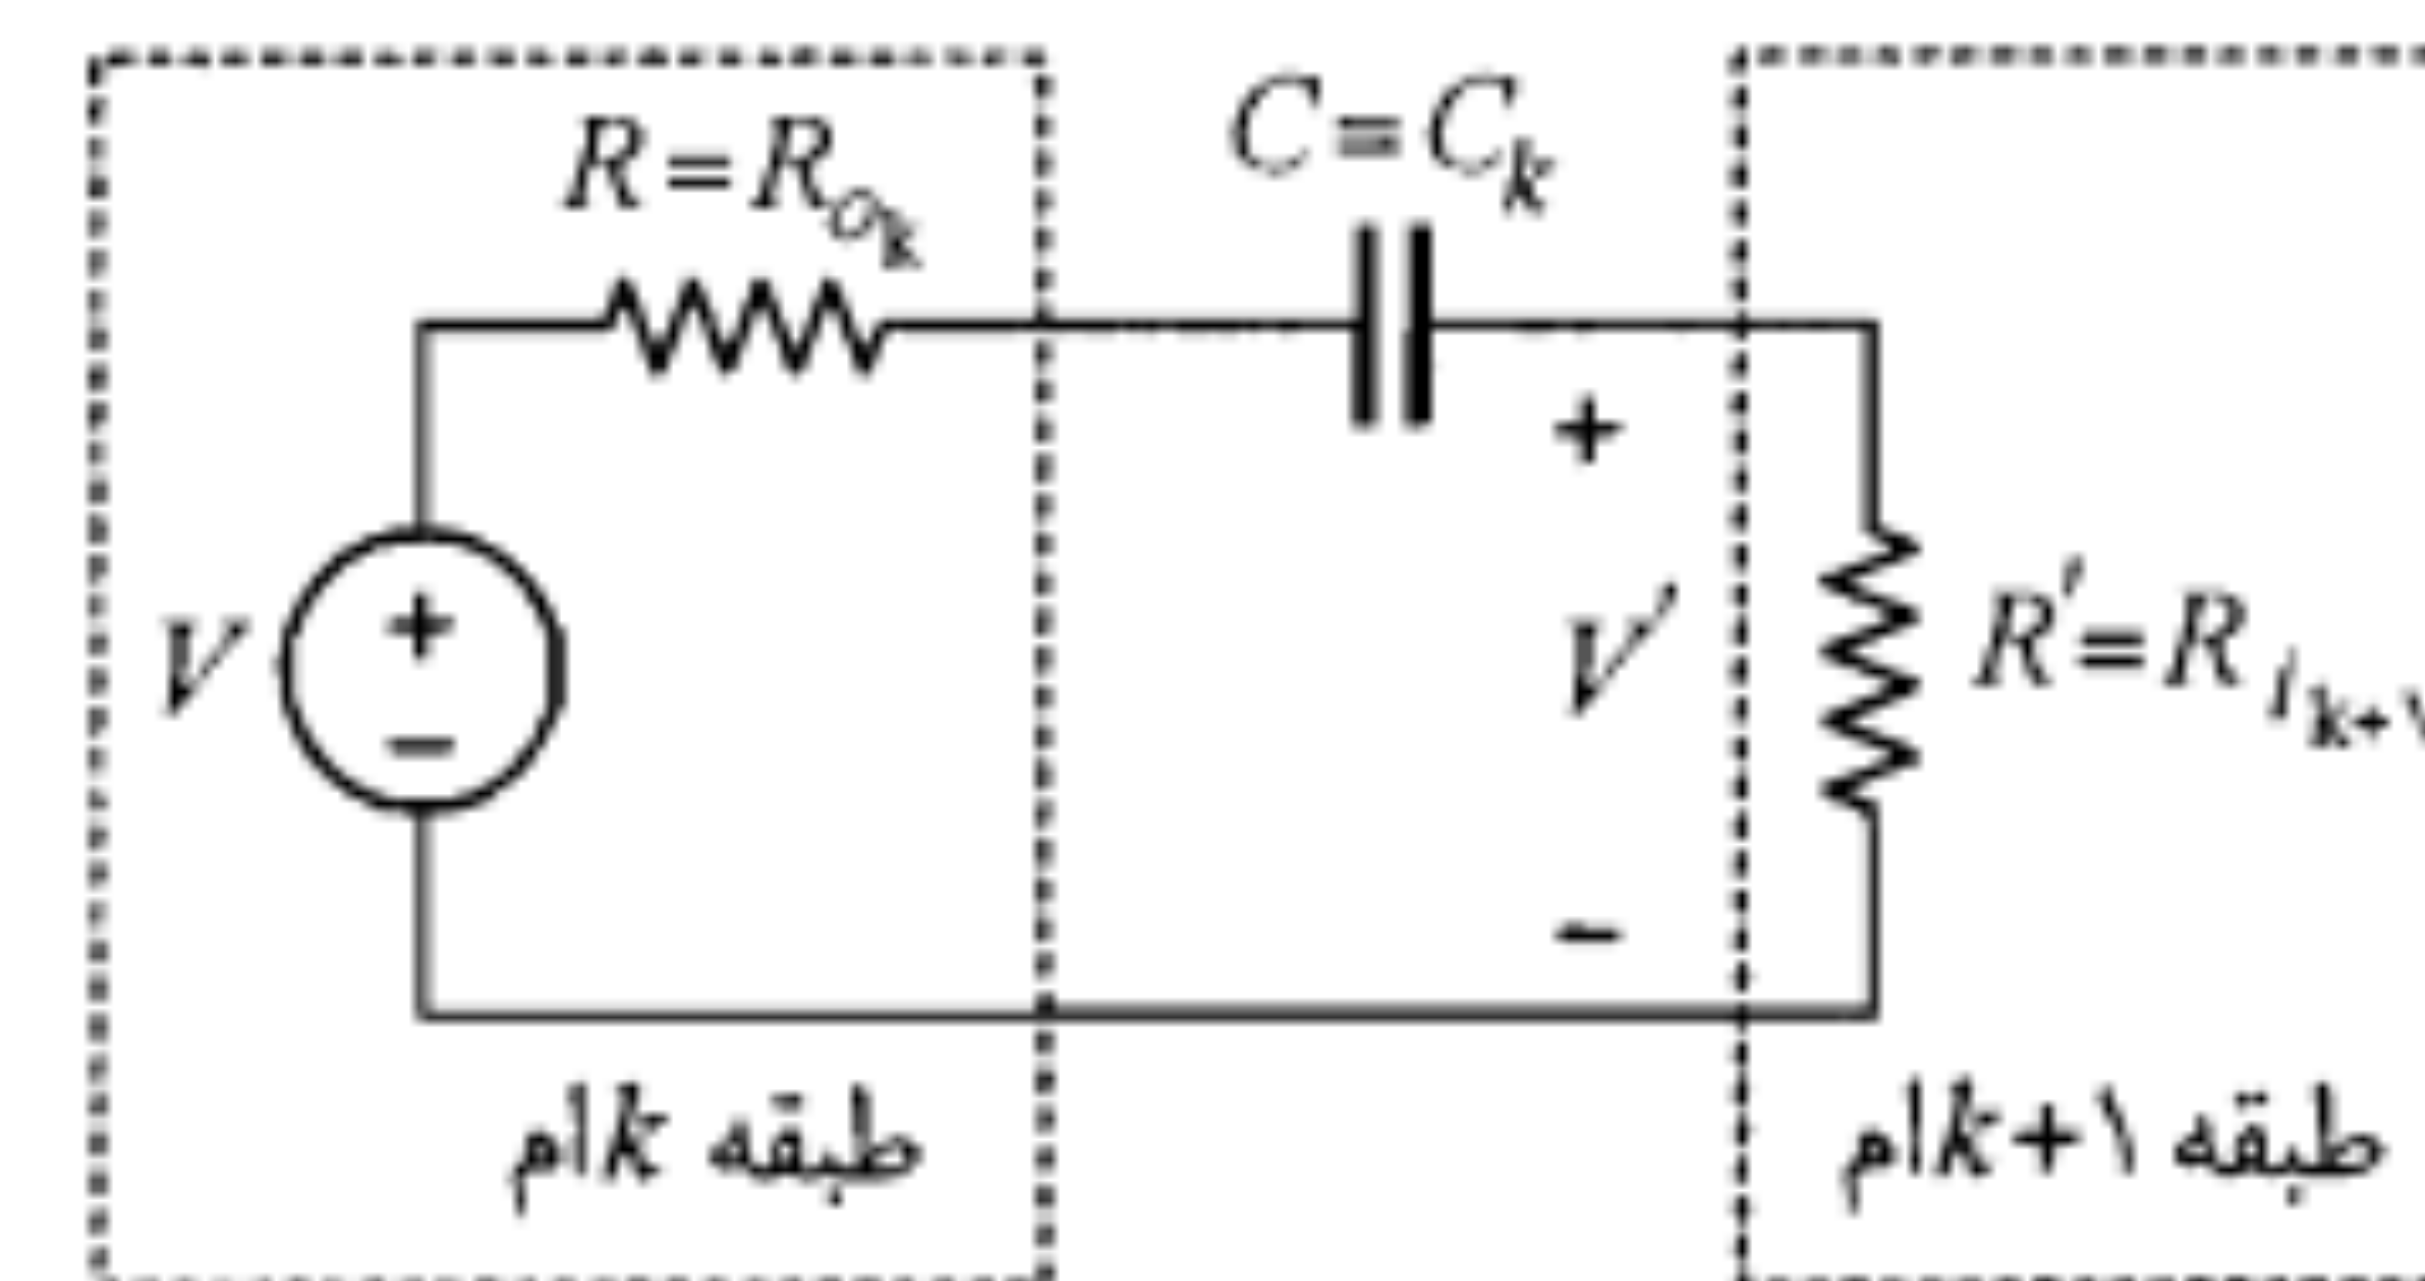 R=R_{o_k}
C=C_k
+
V
+
−
V′
R′=R_{i_{k+۱}}
−
طبقه kام
طبقه k+۱ام